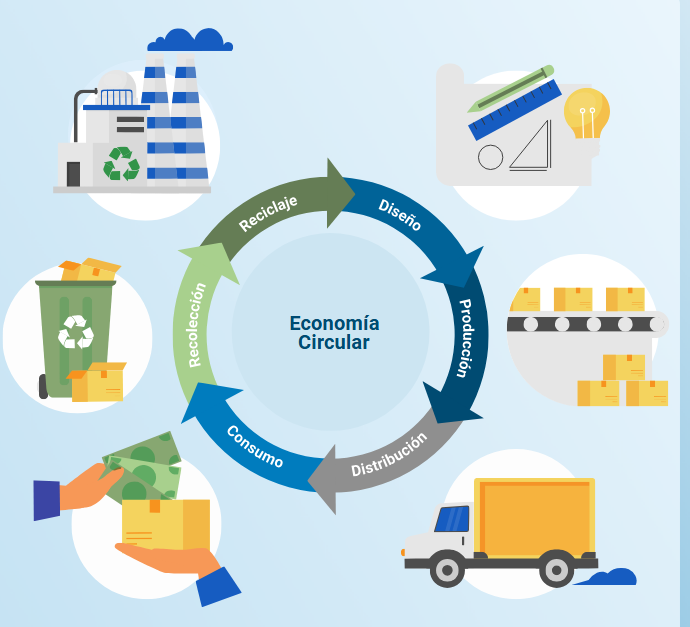 Economía
Circular
Diseño
Producción
Distribución
Consumo
Recolección
Reciclaje